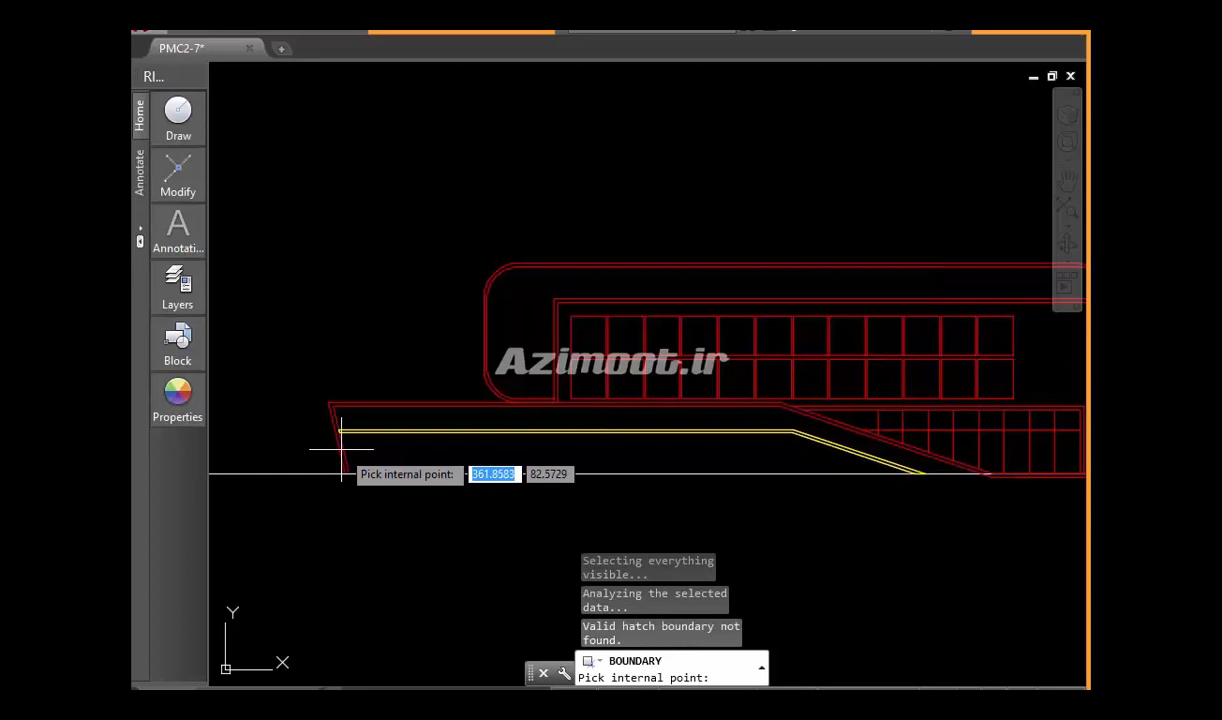 PMC2-7*
RI...
Home
Draw
Annotate
Modify
Annotati...
Layers
Block
Properties
Azimoot.ir
Pick internal point:
361.8583
82.5729
Selecting everything
visible...
Analyzing the selected
data...
Valid hatch boundary not
found.
BOUNDARY
Pick internal point:
Y
X